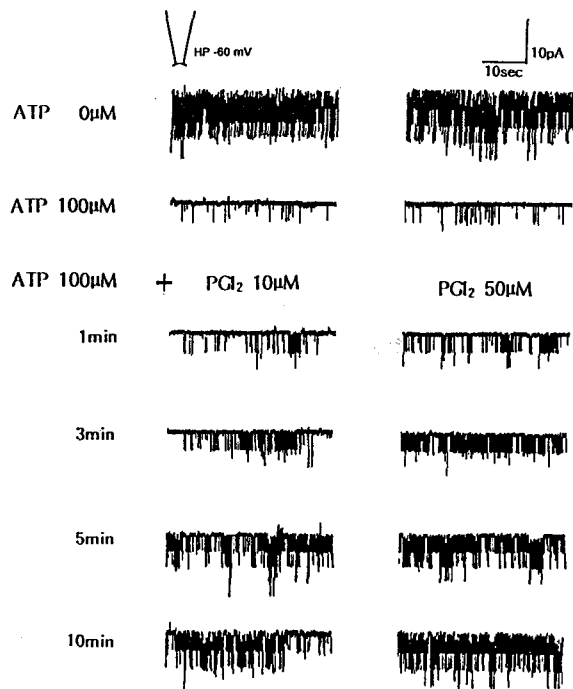 HP -60 mV
10pA
10sec
ATP 0μM
ATP 100μM
ATP 100μM + PGI₂ 10μM PGI₂ 50μM
1min
3min
5min
10min